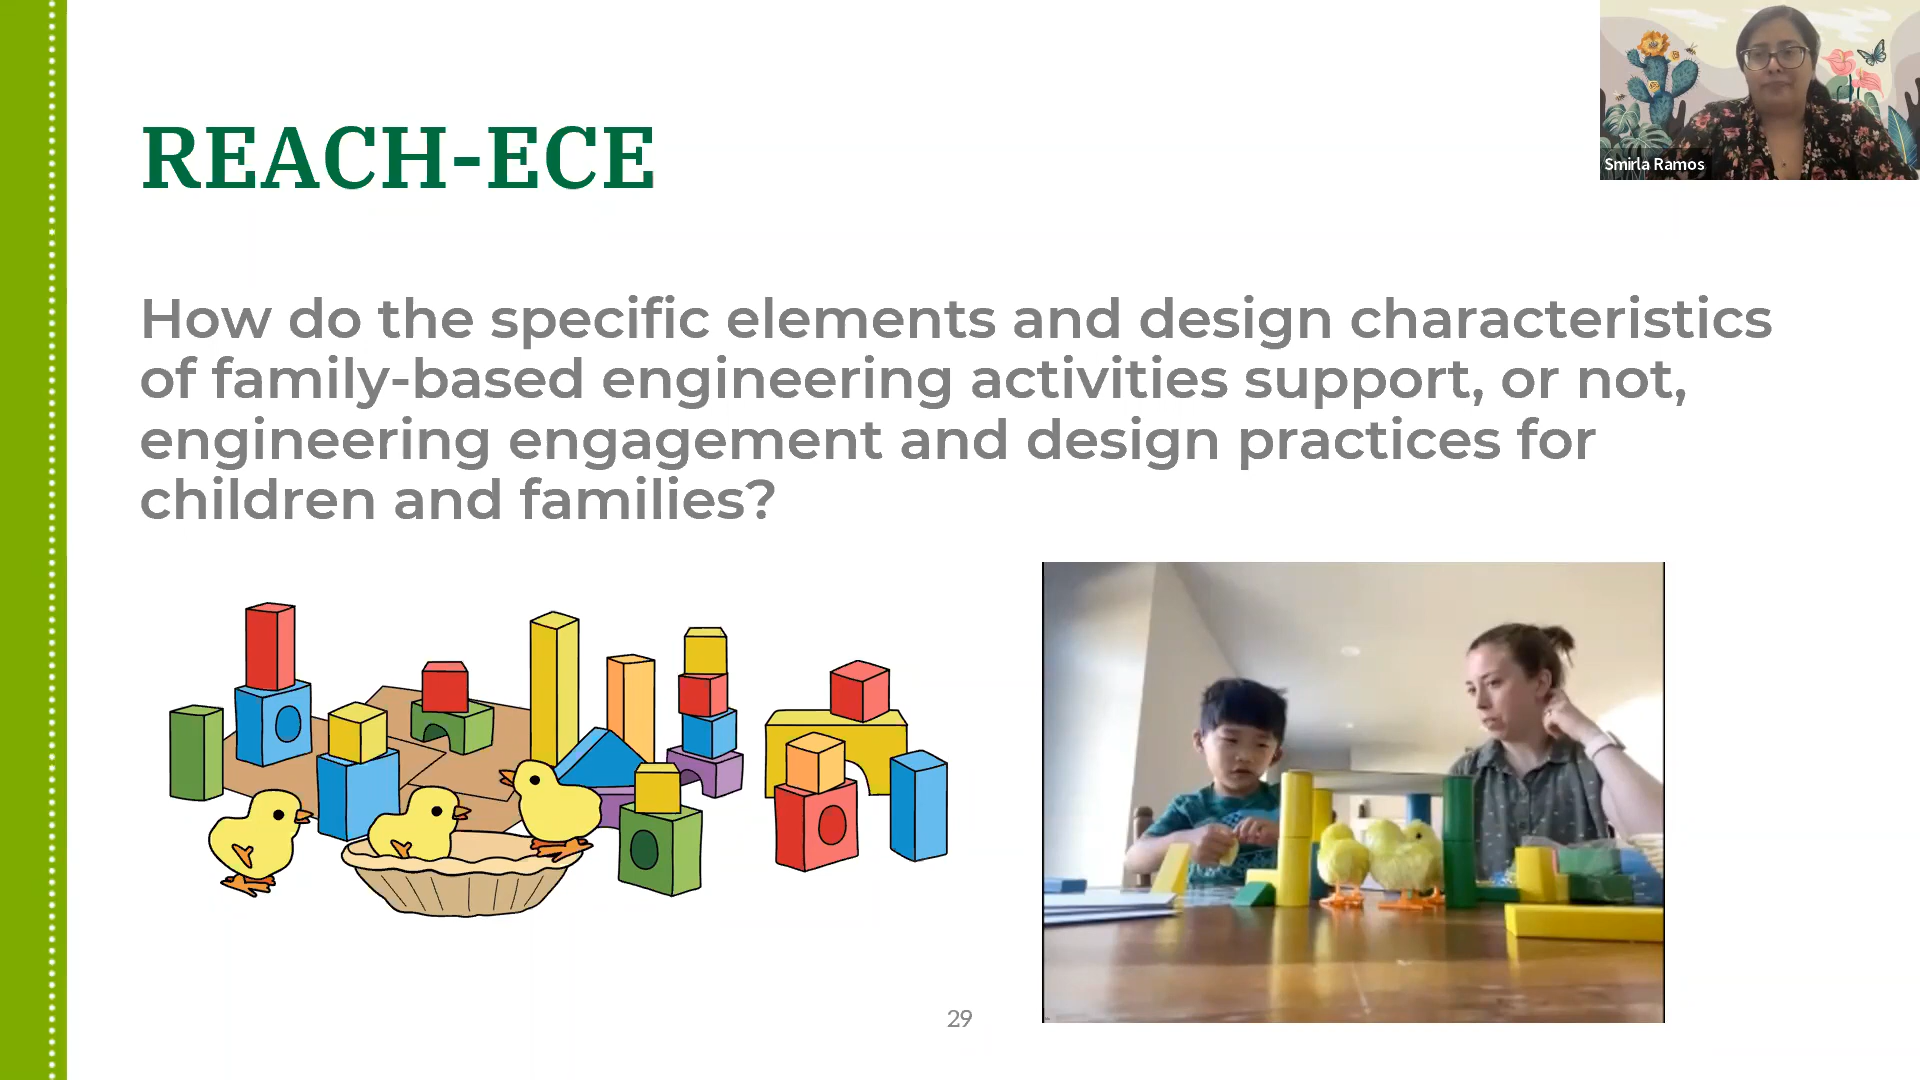 REACH-ECE
Smirla Ramos
How do the specific elements and design characteristics
of family-based engineering activities support, or not,
engineering engagement and design practices for
children and families?
29